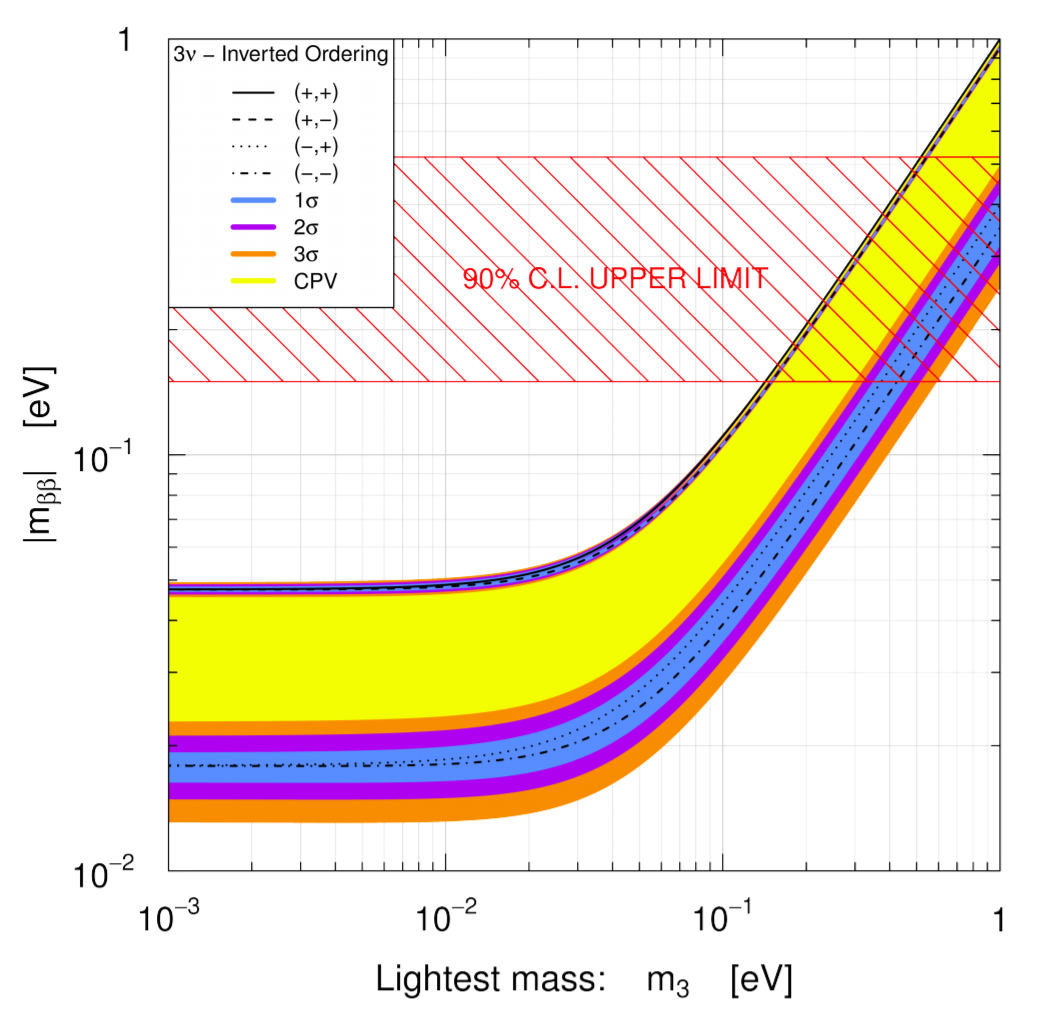 3ν − Inverted Ordering
(+,+)
(+,−)
(−,+)
(−,−)
1σ
2σ
3σ
CPV
90% C.L. UPPER LIMIT
|mββ| [eV]
1
10−1
10−2
10−3
10−2
10−1
1
Lightest mass: m3 [eV]